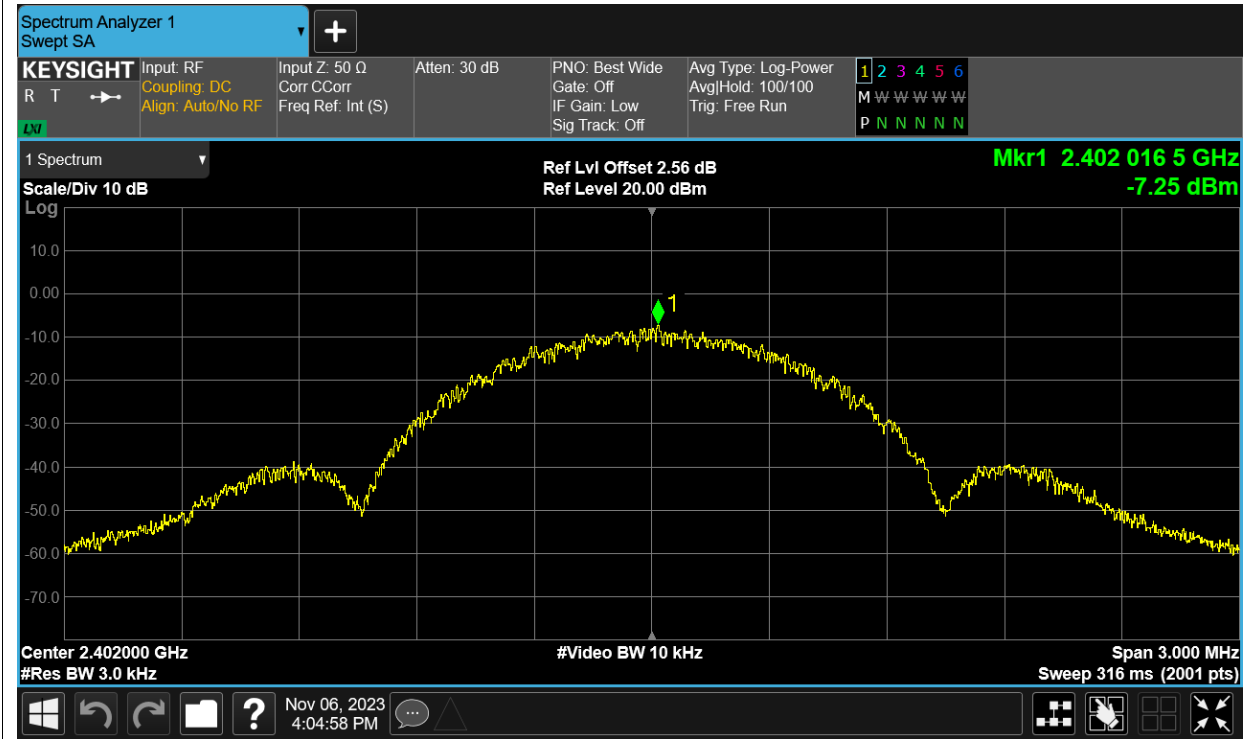 Spectrum Analyzer 1
Swept SA
KEYSIGHT
R T
LXI
Input: RF
Coupling: DC
Align: Auto/No RF
Input Z: 50 Ω
Corr CCorr
Freq Ref: Int (S)
Atten: 30 dB
PNO: Best Wide
Gate: Off
IF Gain: Low
Sig Track: Off
Avg Type: Log-Power
Avg|Hold: 100/100
Trig: Free Run
1 2 3 4 5 6
M W W W W W W
P N N N N N N
1 Spectrum
Scale/Div 10 dB
Log
Ref Lvl Offset 2.56 dB
Ref Level 20.00 dBm
Mkr1 2.402 016 5 GHz
-7.25 dBm
1
10.0
0.00
-10.0
-20.0
-30.0
-40.0
-50.0
-60.0
-70.0
Center 2.402000 GHz
#Res BW 3.0 kHz
#Video BW 10 kHz
Span 3.000 MHz
Sweep 316 ms (2001 pts)
?
Nov 06, 2023
4:04:58 PM